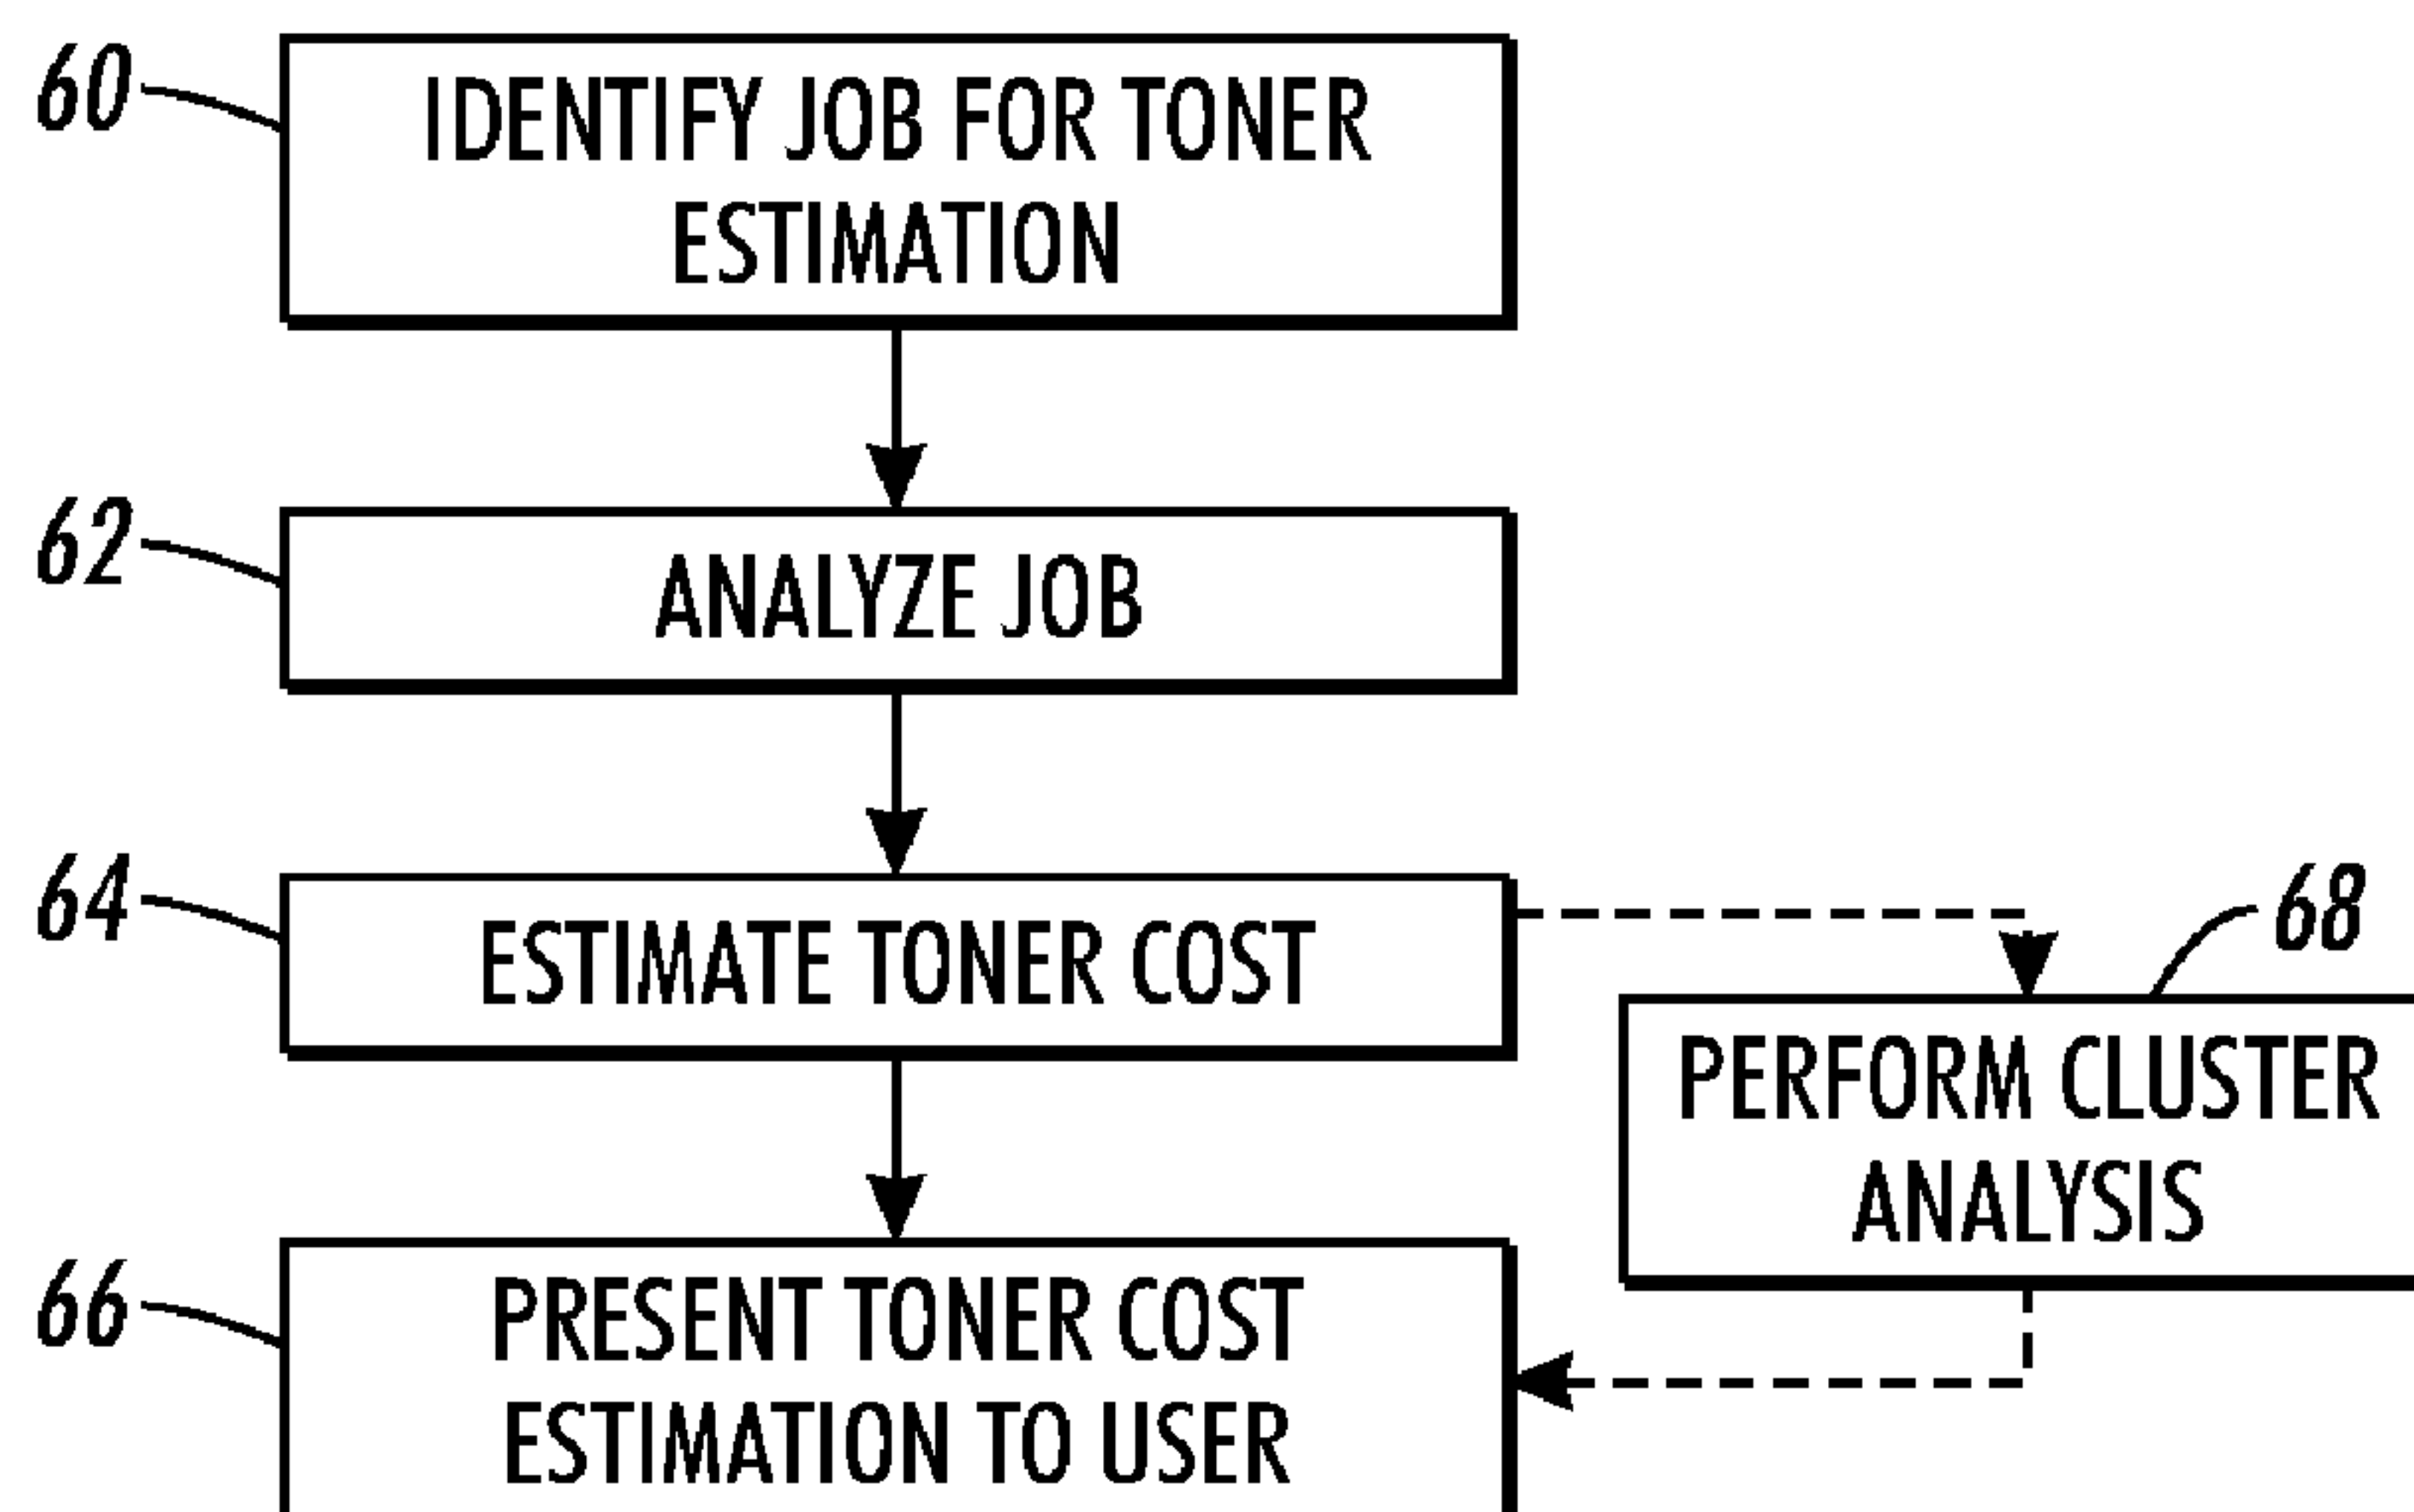 60
IDENTIFY JOB FOR TONER
ESTIMATION
62
ANALYZE JOB
64
ESTIMATE TONER COST
68
PERFORM CLUSTER
ANALYSIS
66
PRESENT TONER COST
ESTIMATION TO USER